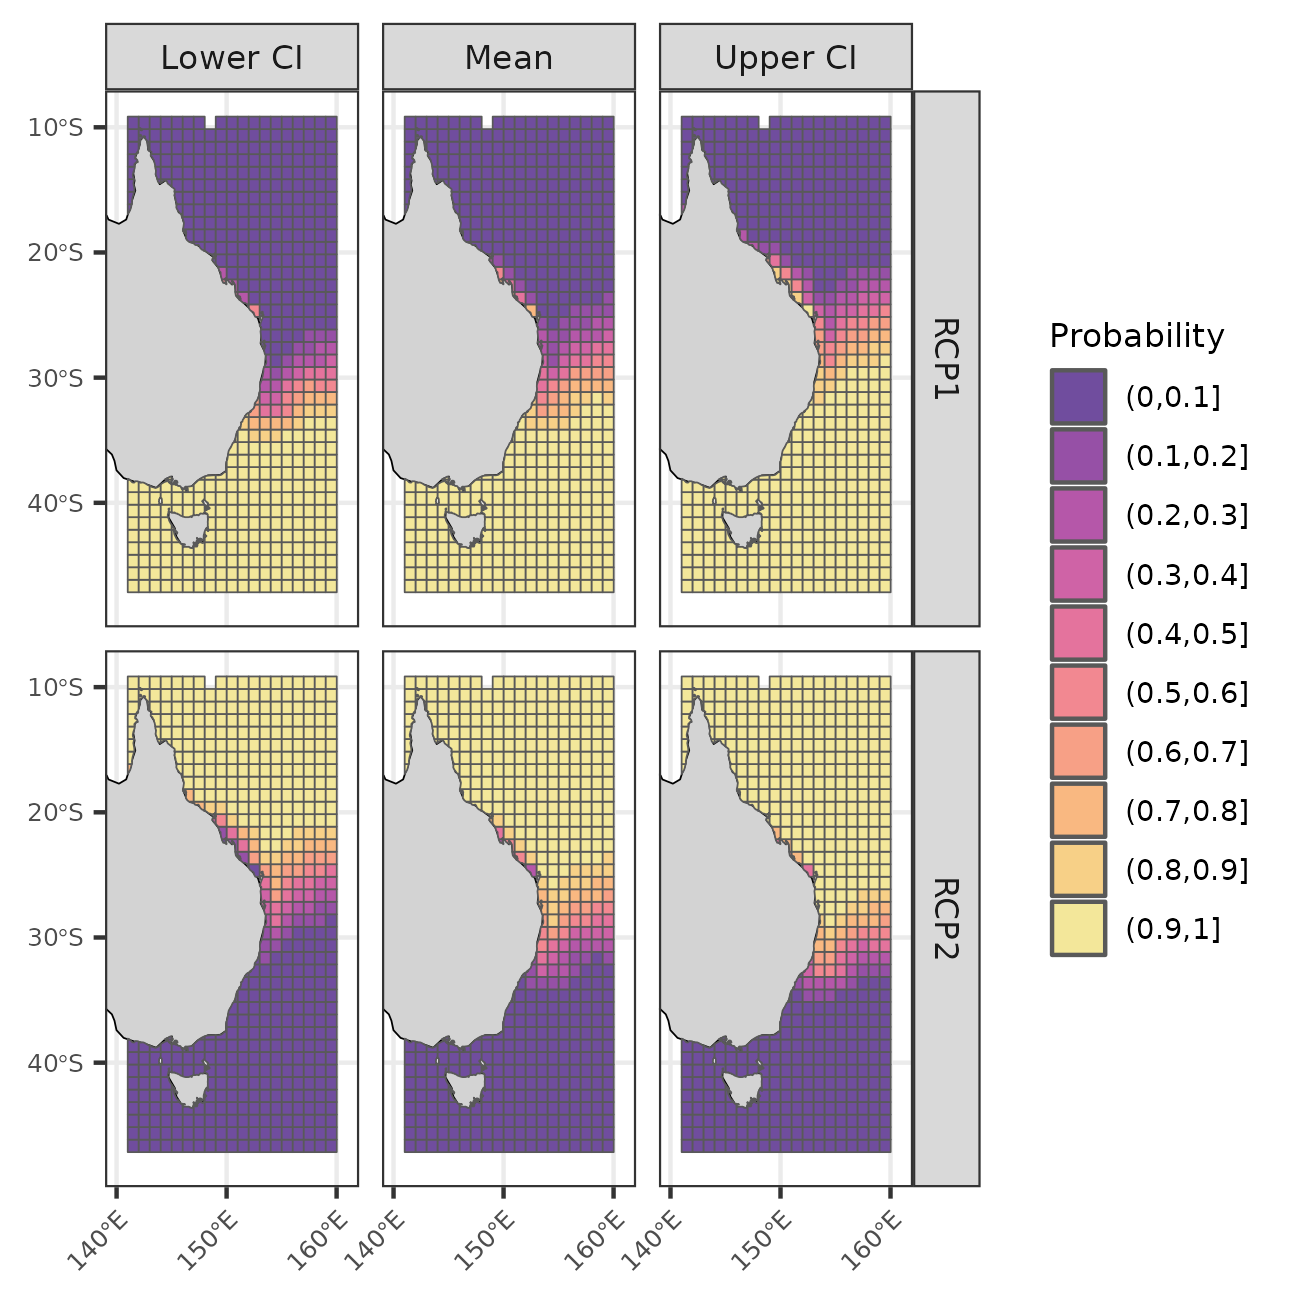 Lower CI Mean Upper CI
10°S
20°S
30°S
40°S
RCP1
10°S
20°S
30°S
40°S
RCP2
140°E 150°E 160°E 140°E 150°E 160°E 140°E 150°E 160°E
Probability
(0,0.1]
(0.1,0.2]
(0.2,0.3]
(0.3,0.4]
(0.4,0.5]
(0.5,0.6]
(0.6,0.7]
(0.7,0.8]
(0.8,0.9]
(0.9,1]